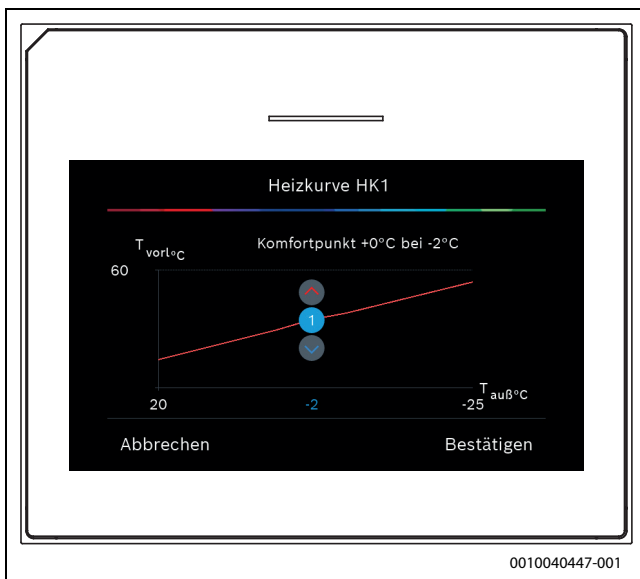 Heizkurve HK1
T vorl°C
Komfortpunkt +0°C bei -2°C
60
1
T auß°C
20 -2 -25
Abbrechen Bestätigen
0010040447-001